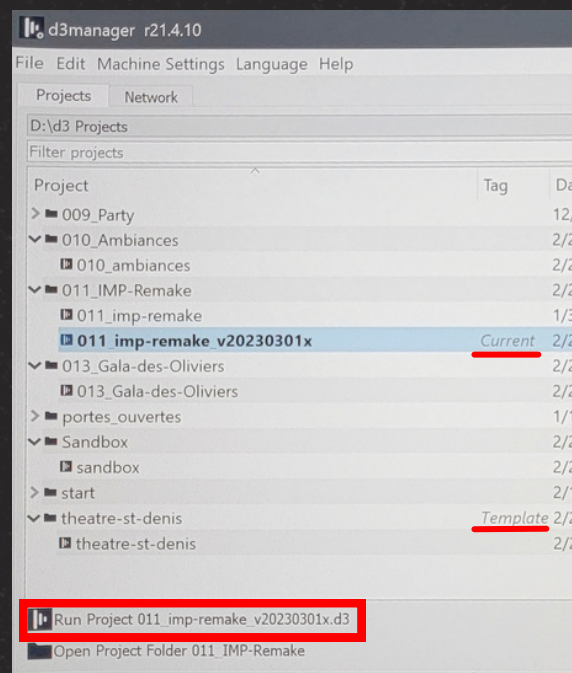 d3manager r21.4.10
File Edit Machine Settings Language Help
Projects Network
D:\d3 Projects
Filter projects
Project Tag
009_Party 12
010_Ambiances 2/2
010_ambiances 2/2
011_IMP-Remake 2/2
011_imp-remake 1/3
011_imp-remake_v20230301x Current 2/2
013_Gala-des-Oliviers 2/2
013_Gala-des-Oliviers 2/2
portes_ouvertes 1/1
Sandbox 2/2
sandbox 2/2
start 2/1
theatre-st-denis Template 2/2
theatre-st-denis 2/2
Run Project 011_imp-remake_v20230301x.d3
Open Project Folder 011_IMP-Remake